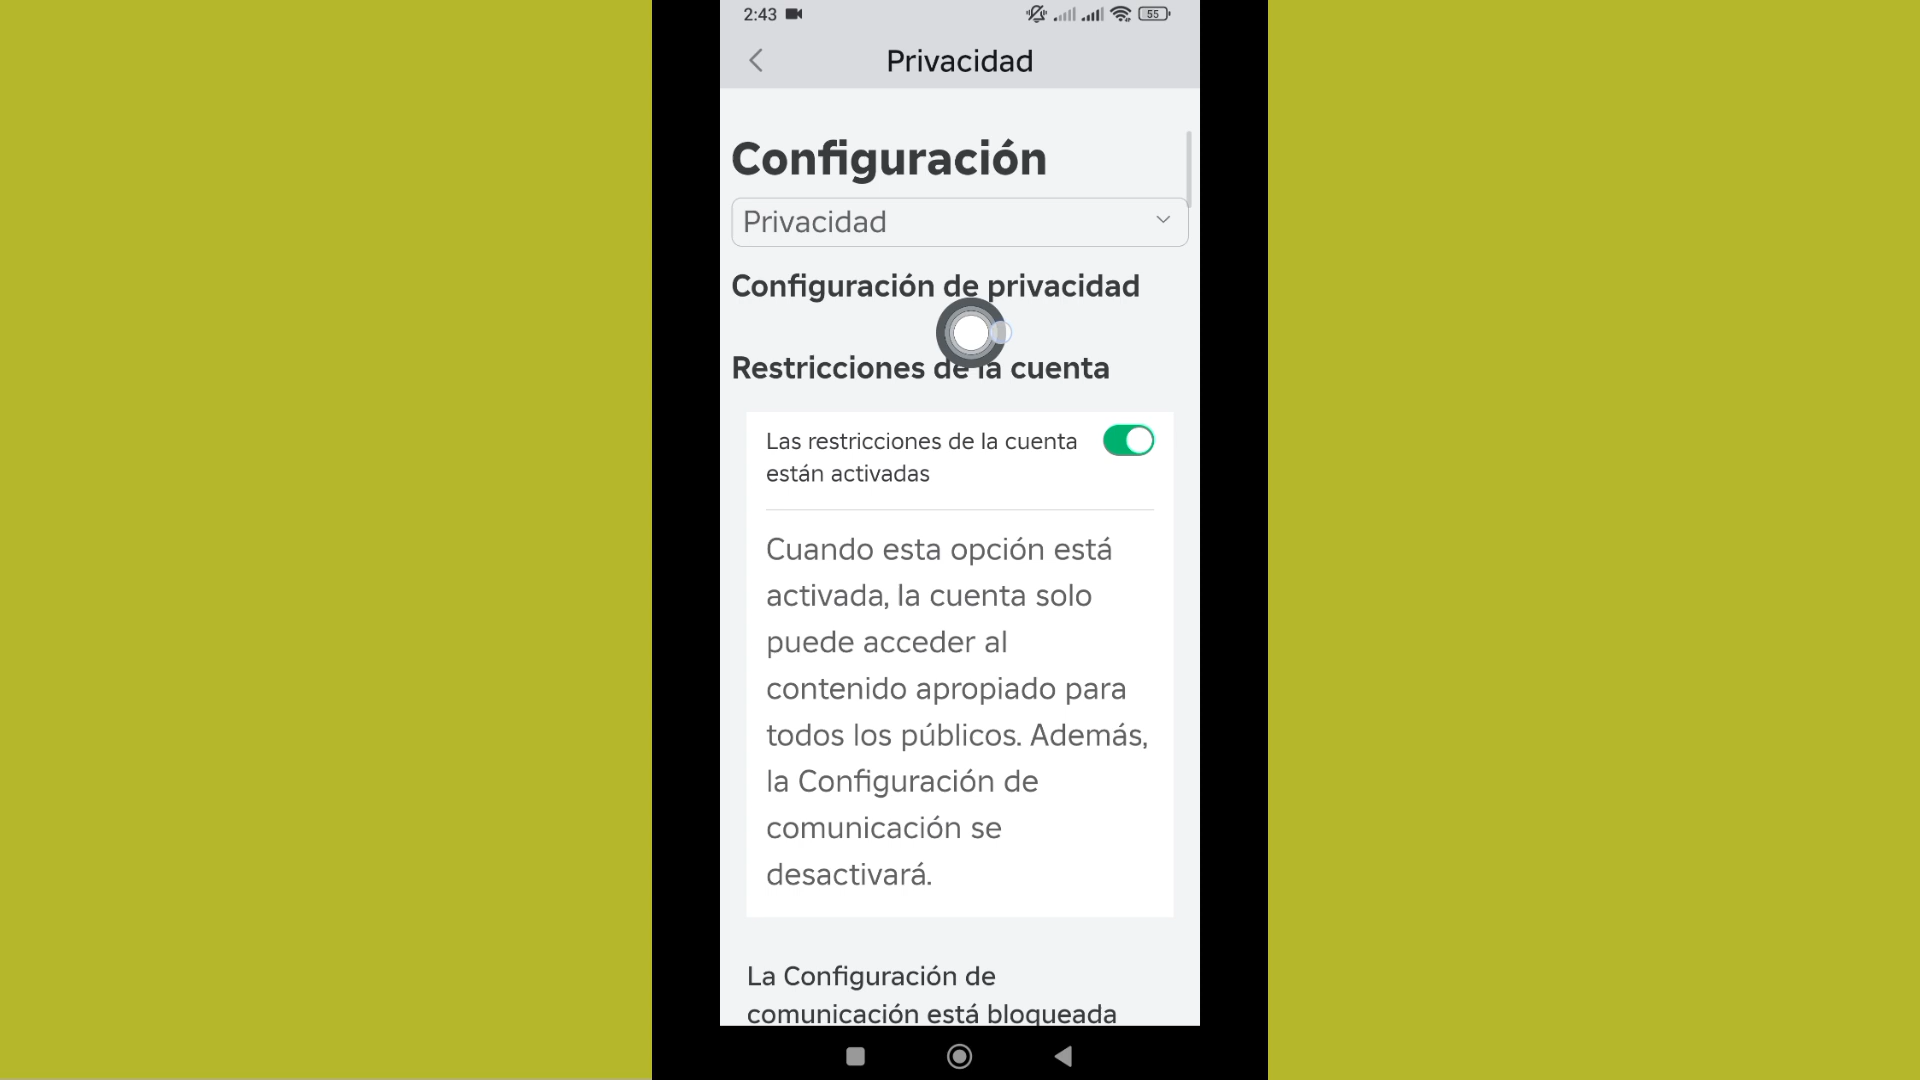 2:43
55
Privacidad
Configuración
Privacidad
Configuración de privacidad
Restricciones de la cuenta
Las restricciones de la cuenta
están activadas
Cuando esta opción está
activada, la cuenta solo
puede acceder al
contenido apropiado para
todos los públicos. Además,
la Configuración de
comunicación se
desactivará.
La Configuración de
comunicación está bloqueada